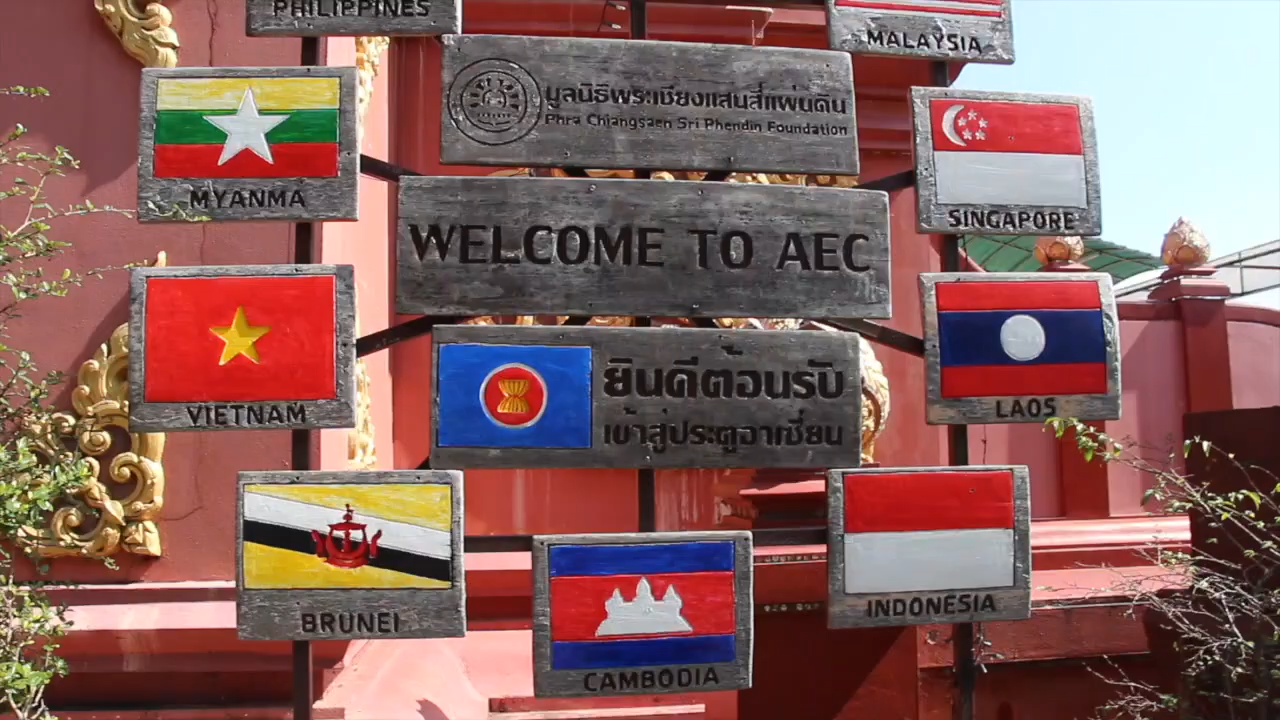 PHILIPPINES
MALAYSIA
มูลนิธิพระเชียงแสนสี่แผ่นดิน
Phra Chiangsaen Sri Phendin Foundation
MYANMA
SINGAPORE
WELCOME TO AEC
VIETNAM
ยินดีต้อนรับ
เข้าสู่ประตูอาเซี่ยน
LAOS
BRUNEI
CAMBODIA
INDONESIA